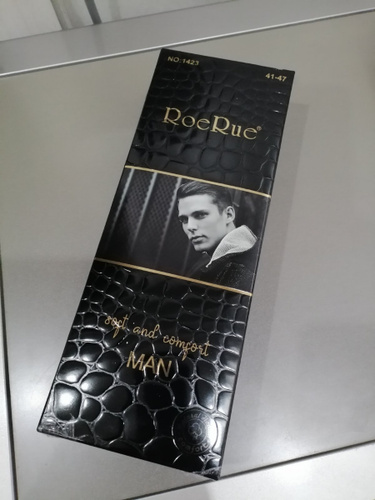 NO:1423
41-47
RoeRue®
soft and comfort
MAN